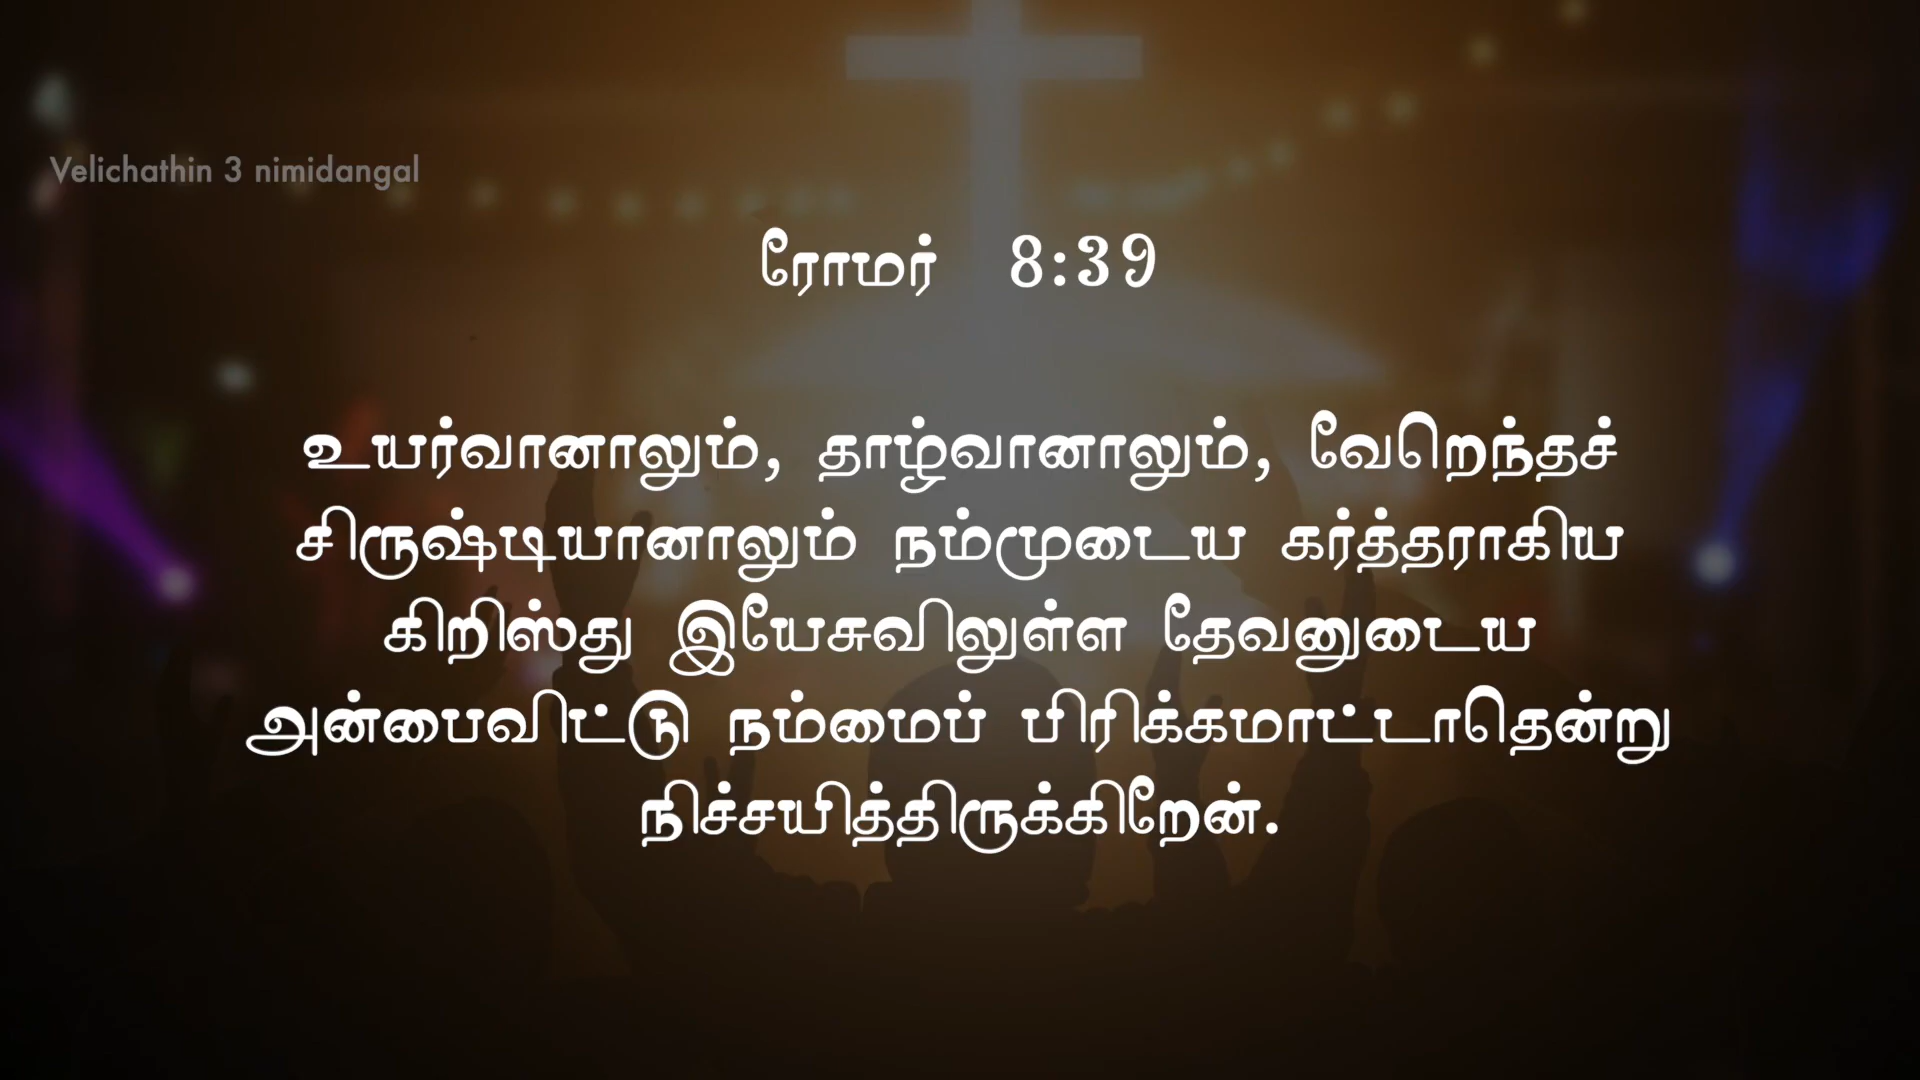 Velichathin 3 nimidangal
ரோமர் 8:39
உயர்வானாலும், தாழ்வானாலும், வேறெந்தச்
சிருஷ்டியானாலும் நம்முடைய கர்த்தராகிய
கிறிஸ்து இயேசுவிலுள்ள தேவனுடைய
அன்பைவிட்டு நம்மைப் பிரிக்கமாட்டாதென்று
நிச்சயித்திருக்கிறேன்.